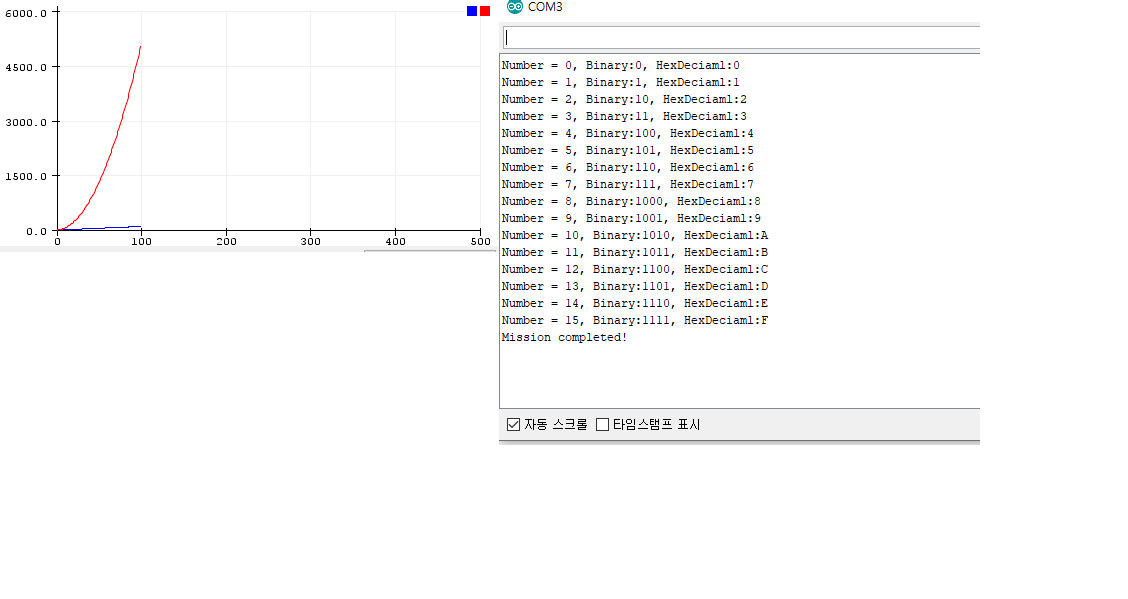 6000.0
4500.0
3000.0
1500.0
0.0
0 100 200 300 400 500
COM3
Number = 0, Binary:0, HexDeciaml:0
Number = 1, Binary:1, HexDeciaml:1
Number = 2, Binary:10, HexDeciaml:2
Number = 3, Binary:11, HexDeciaml:3
Number = 4, Binary:100, HexDeciaml:4
Number = 5, Binary:101, HexDeciaml:5
Number = 6, Binary:110, HexDeciaml:6
Number = 7, Binary:111, HexDeciaml:7
Number = 8, Binary:1000, HexDeciaml:8
Number = 9, Binary:1001, HexDeciaml:9
Number = 10, Binary:1010, HexDeciaml:A
Number = 11, Binary:1011, HexDeciaml:B
Number = 12, Binary:1100, HexDeciaml:C
Number = 13, Binary:1101, HexDeciaml:D
Number = 14, Binary:1110, HexDeciaml:E
Number = 15, Binary:1111, HexDeciaml:F
Mission completed!
자동 스크롤 타임스탬프 표시